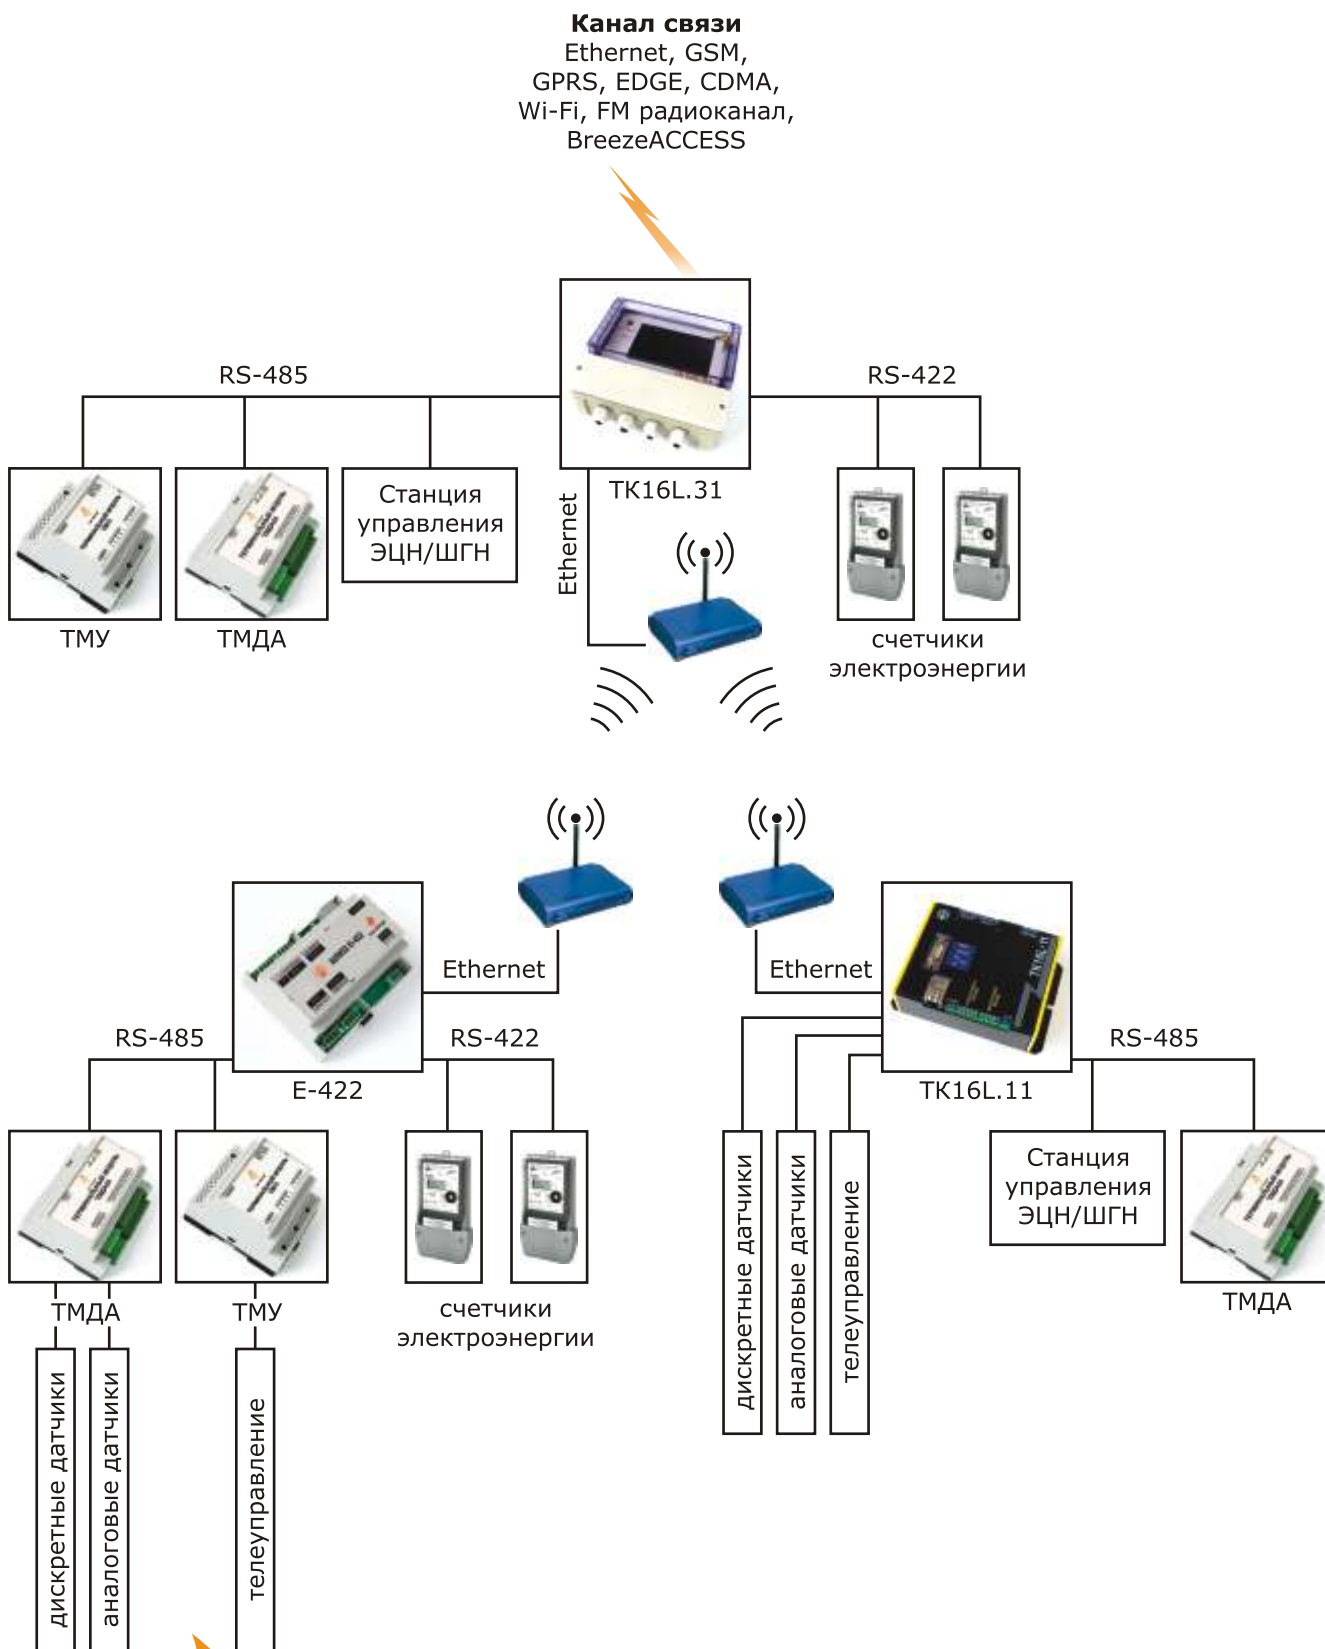 Канал связи
Ethernet, GSM,
GPRS, EDGE, CDMA,
Wi-Fi, FM радиоканал,
BreezeACCESS
RS-485
RS-422
TK16L.31
Ethernet
Станция
управления
ЭЦН/ШГН
ТМУ
ТМДА
счетчики
электроэнергии
Ethernet
Ethernet
RS-485
RS-422
RS-485
E-422
TK16L.11
Станция
управления
ЭЦН/ШГН
дискретные датчики
аналоговые датчики
телеуправление
ТМДА
ТМУ
счетчики
электроэнергии
ТМДА
дискретные датчики
аналоговые датчики
телеуправление